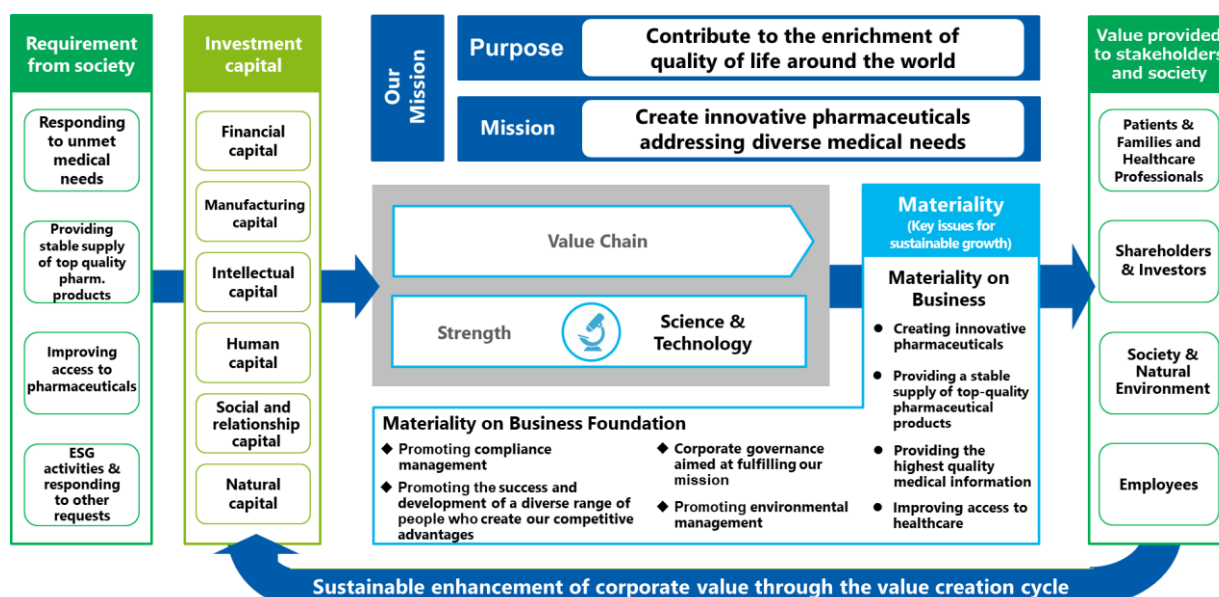 Requirement
from society
Responding
to unmet
medical
needs
Providing
stable supply
of top quality
pharm.
products
Improving
access to
pharmaceuticals
ESG
activities &
responding
to other
requests
Investment
capital
Financial
capital
Manufacturing
capital
Intellectual
capital
Human
capital
Social and
relationship
capital
Natural
capital
Our
Mission
Purpose
Contribute to the enrichment of
quality of life around the world
Mission
Create innovative pharmaceuticals
addressing diverse medical needs
Value Chain
Strength
Science &
Technology
Materiality
(Key issues for
sustainable growth)
Materiality on
Business
● Creating innovative
pharmaceuticals
● Providing a stable
supply of top-quality
pharmaceutical
products
● Providing the
highest quality
medical information
● Improving access to
healthcare
Materiality on Business Foundation
◆ Promoting compliance
management
◆ Promoting the success and
development of a diverse range of
people who create our competitive
advantages
◆ Corporate governance
aimed at fulfilling our
mission
◆ Promoting environmental
management
Value provided
to stakeholders
and society
Patients &
Families and
Healthcare
Professionals
Shareholders
& Investors
Society &
Natural
Environment
Employees
Sustainable enhancement of corporate value through the value creation cycle